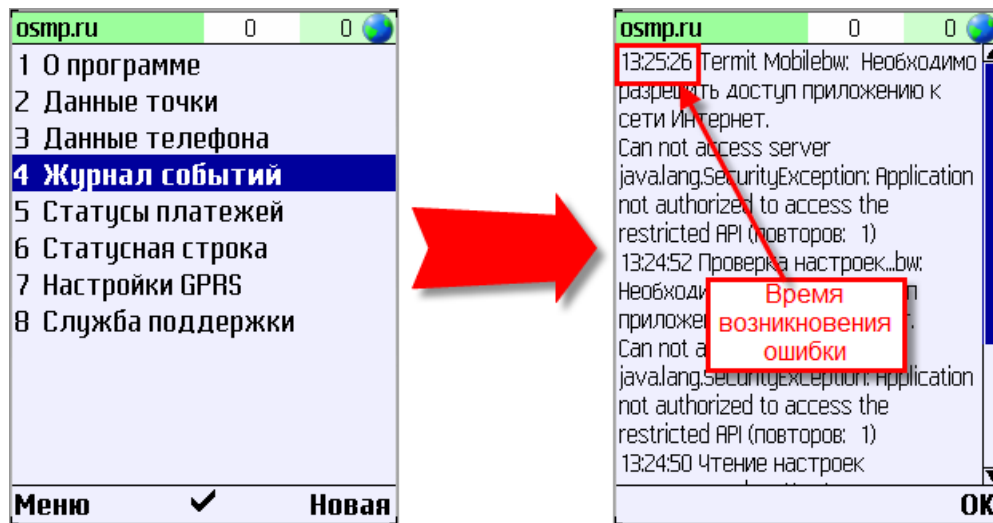 osmp.ru 0 0
1 О программе
2 Данные точки
3 Данные телефона
4 Журнал событий
5 Статусы платежей
6 Статусная строка
7 Настройки GPRS
8 Служба поддержки
Меню Новая
osmp.ru 0 0
13:25:26 Termit Mobilebw: Необходимо
разрешить доступ приложению к
сети Интернет.
Can not access server
java.lang.SecurityException: Application
not authorized to access the
restricted API (повторов: 1)
13:24:52 Проверка настроек...bw:
Can not
java.lang.SecurityException: Application
not authorized to access the
restricted API (повторов: 1)
13:24:50 Чтение настроек
OK
Время
возникновения
ошибки